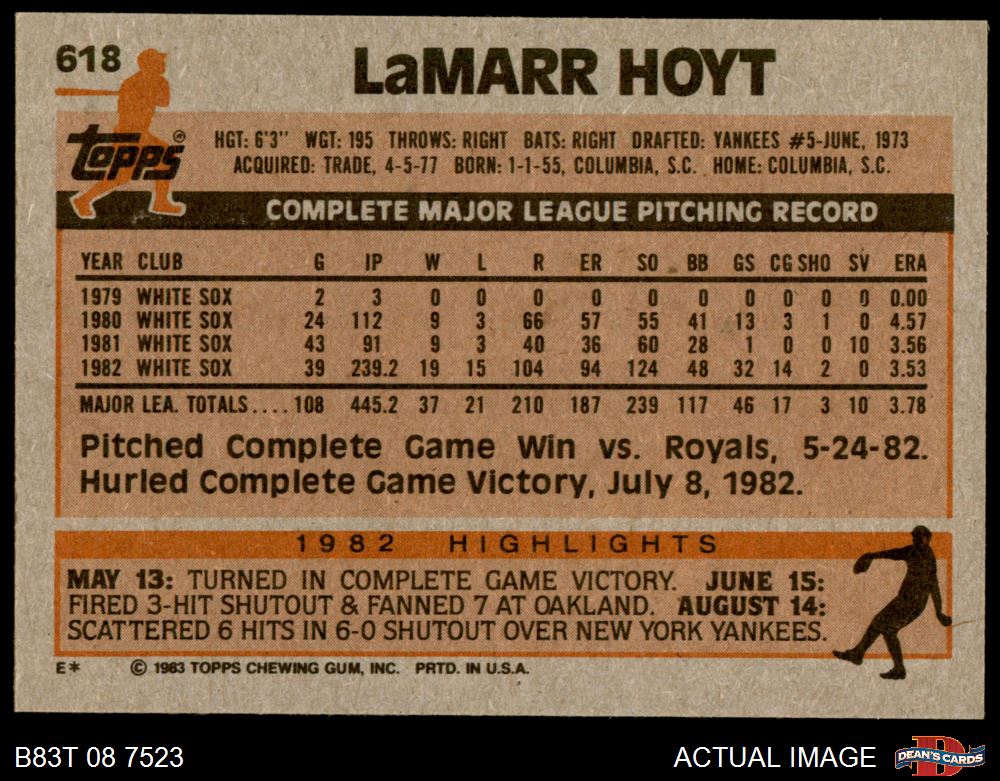 618
LaMARR HOYT
topps®
HGT: 6'3" WGT: 195 THROWS: RIGHT BATS: RIGHT DRAFTED: YANKEES #5-JUNE, 1973
ACQUIRED: TRADE, 4-5-77 BORN: 1-1-55, COLUMBIA, S.C. HOME: COLUMBIA, S.C.
COMPLETE MAJOR LEAGUE PITCHING RECORD
YEAR CLUB G IP W L R ER SO BB GS CG SHO SV ERA
1979 WHITE SOX 2 3 0 0 0 0 0 0 0 0 0 0 0.00
1980 WHITE SOX 24 112 9 3 66 57 55 41 13 3 1 0 4.57
1981 WHITE SOX 43 91 9 3 40 36 60 28 1 0 0 10 3.56
1982 WHITE SOX 39 239.2 19 15 104 94 124 48 32 14 2 0 3.53
MAJOR LEA. TOTALS.... 108 445.2 37 21 210 187 239 117 46 17 3 10 3.78
Pitched Complete Game Win vs. Royals, 5-24-82.
Hurled Complete Game Victory, July 8, 1982.
1982 HIGHLIGHTS
MAY 13: TURNED IN COMPLETE GAME VICTORY. JUNE 15:
FIRED 3-HIT SHUTOUT & FANNED 7 AT OAKLAND. AUGUST 14:
SCATTERED 6 HITS IN 6-0 SHUTOUT OVER NEW YORK YANKEES.
E* © 1983 TOPPS CHEWING GUM, INC. PRTD. IN U.S.A.
B83T 08 7523
ACTUAL IMAGE
D
DEAN'S CARDS